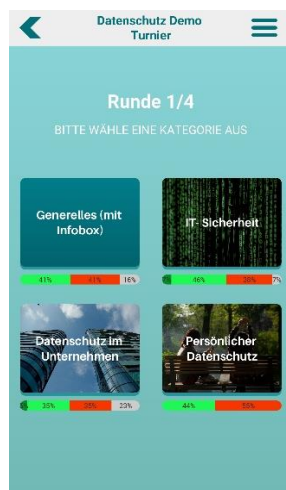 Datenschutz Demo
Turnier
Runde 1/4
BITTE WÄHLE EINE KATEGORIE AUS
Generelles (mit
Infobox)
IT- Sicherheit
41% 41% 16%
46% 38% 7%
Datenschutz im
Unternehmen
Persönlicher
Datenschutz
35% 35% 23%
44% 55%